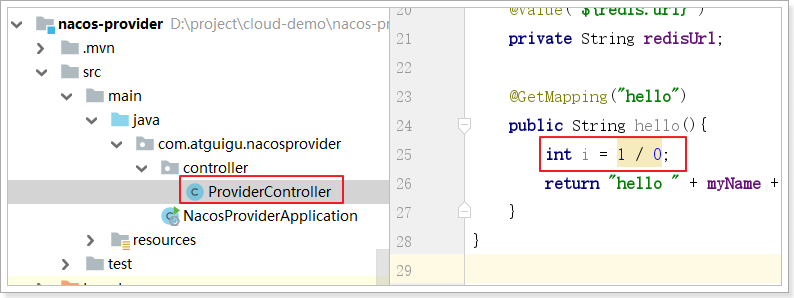 nacos-provider D:\project\cloud-demo\nacos-pr
.mvn
src
main
java
com.atguigu.nacosprovider
controller
ProviderController
NacosProviderApplication
resources
test
20 @Value("${redis.url}")
21 private String redisUrl;
22
23 @GetMapping("hello")
24 public String hello(){
25 int i = 1 / 0;
26 return "hello " + myName +
27 }
28 }
29